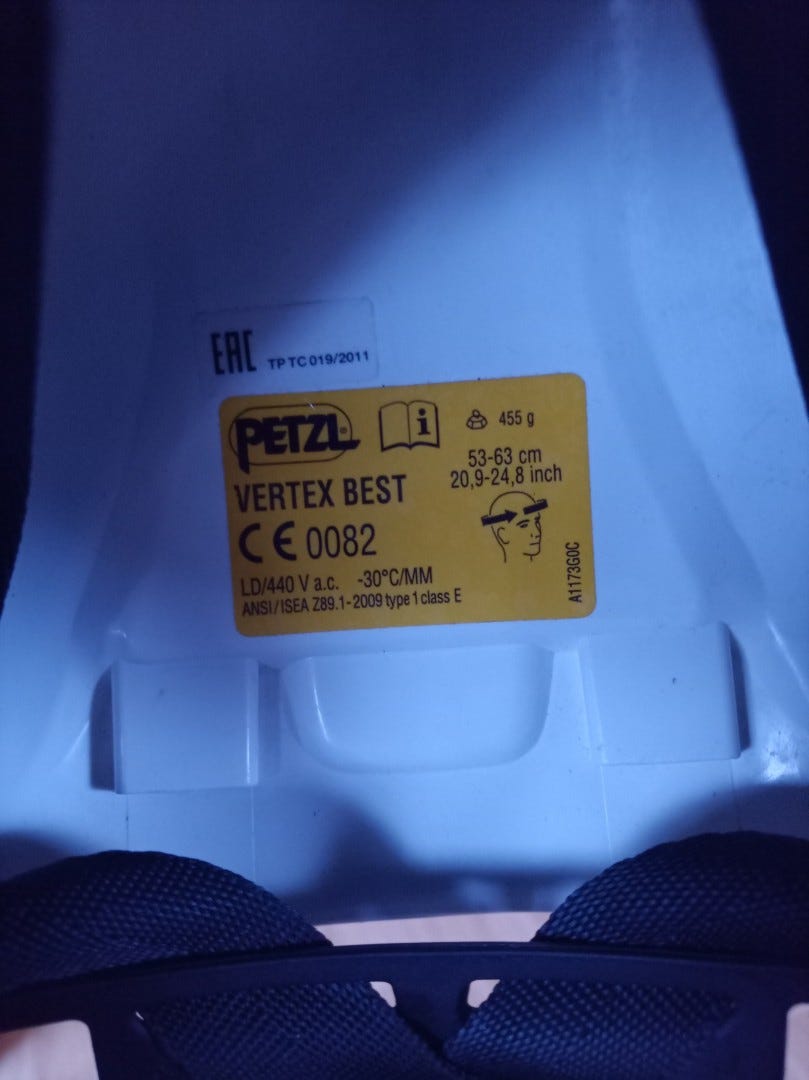 EAC TP TC 019/2011
PETZL®
i
455 g
VERTEX BEST
53-63 cm
20,9-24,8 inch
CE 0082
LD/440 V a.c. -30°C/MM
ANSI/ISEA Z89.1-2009 type 1 class E
A1173G0C